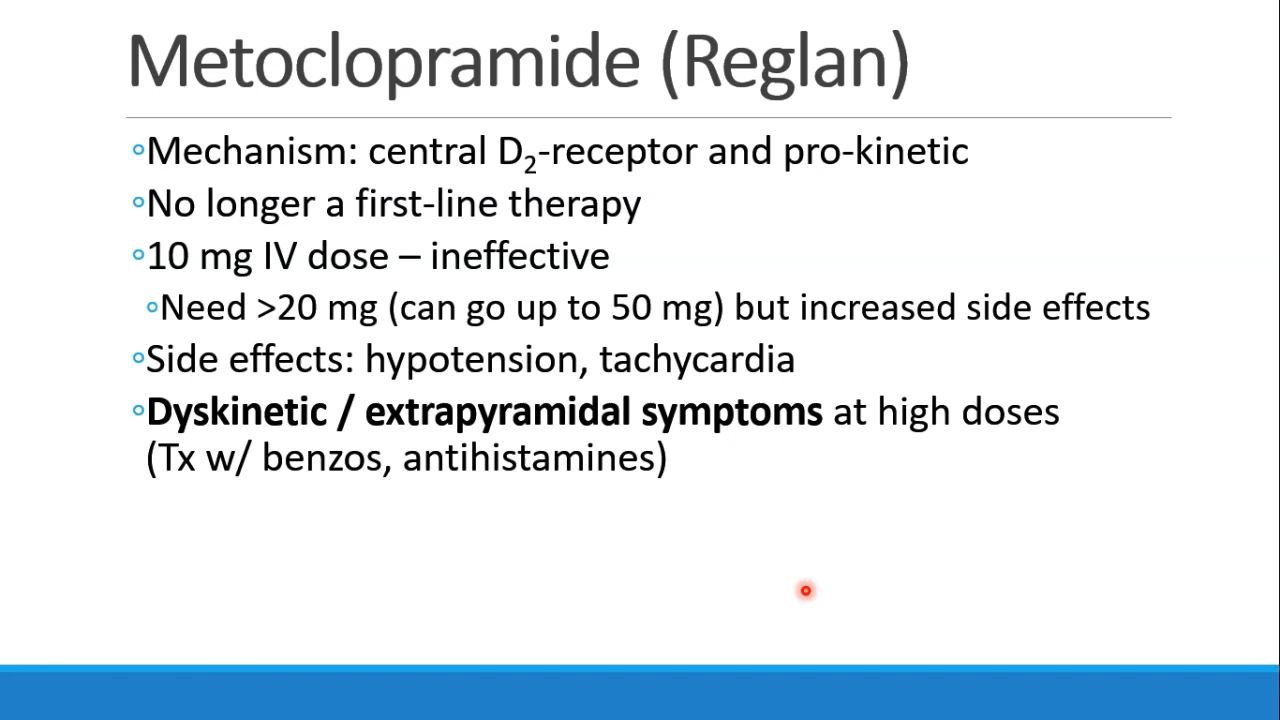 Metoclopramide (Reglan)
◦Mechanism: central D₂-receptor and pro-kinetic
◦No longer a first-line therapy
◦10 mg IV dose – ineffective
◦Need >20 mg (can go up to 50 mg) but increased side effects
◦Side effects: hypotension, tachycardia
◦Dyskinetic / extrapyramidal symptoms at high doses
(Tx w/ benzos, antihistamines)